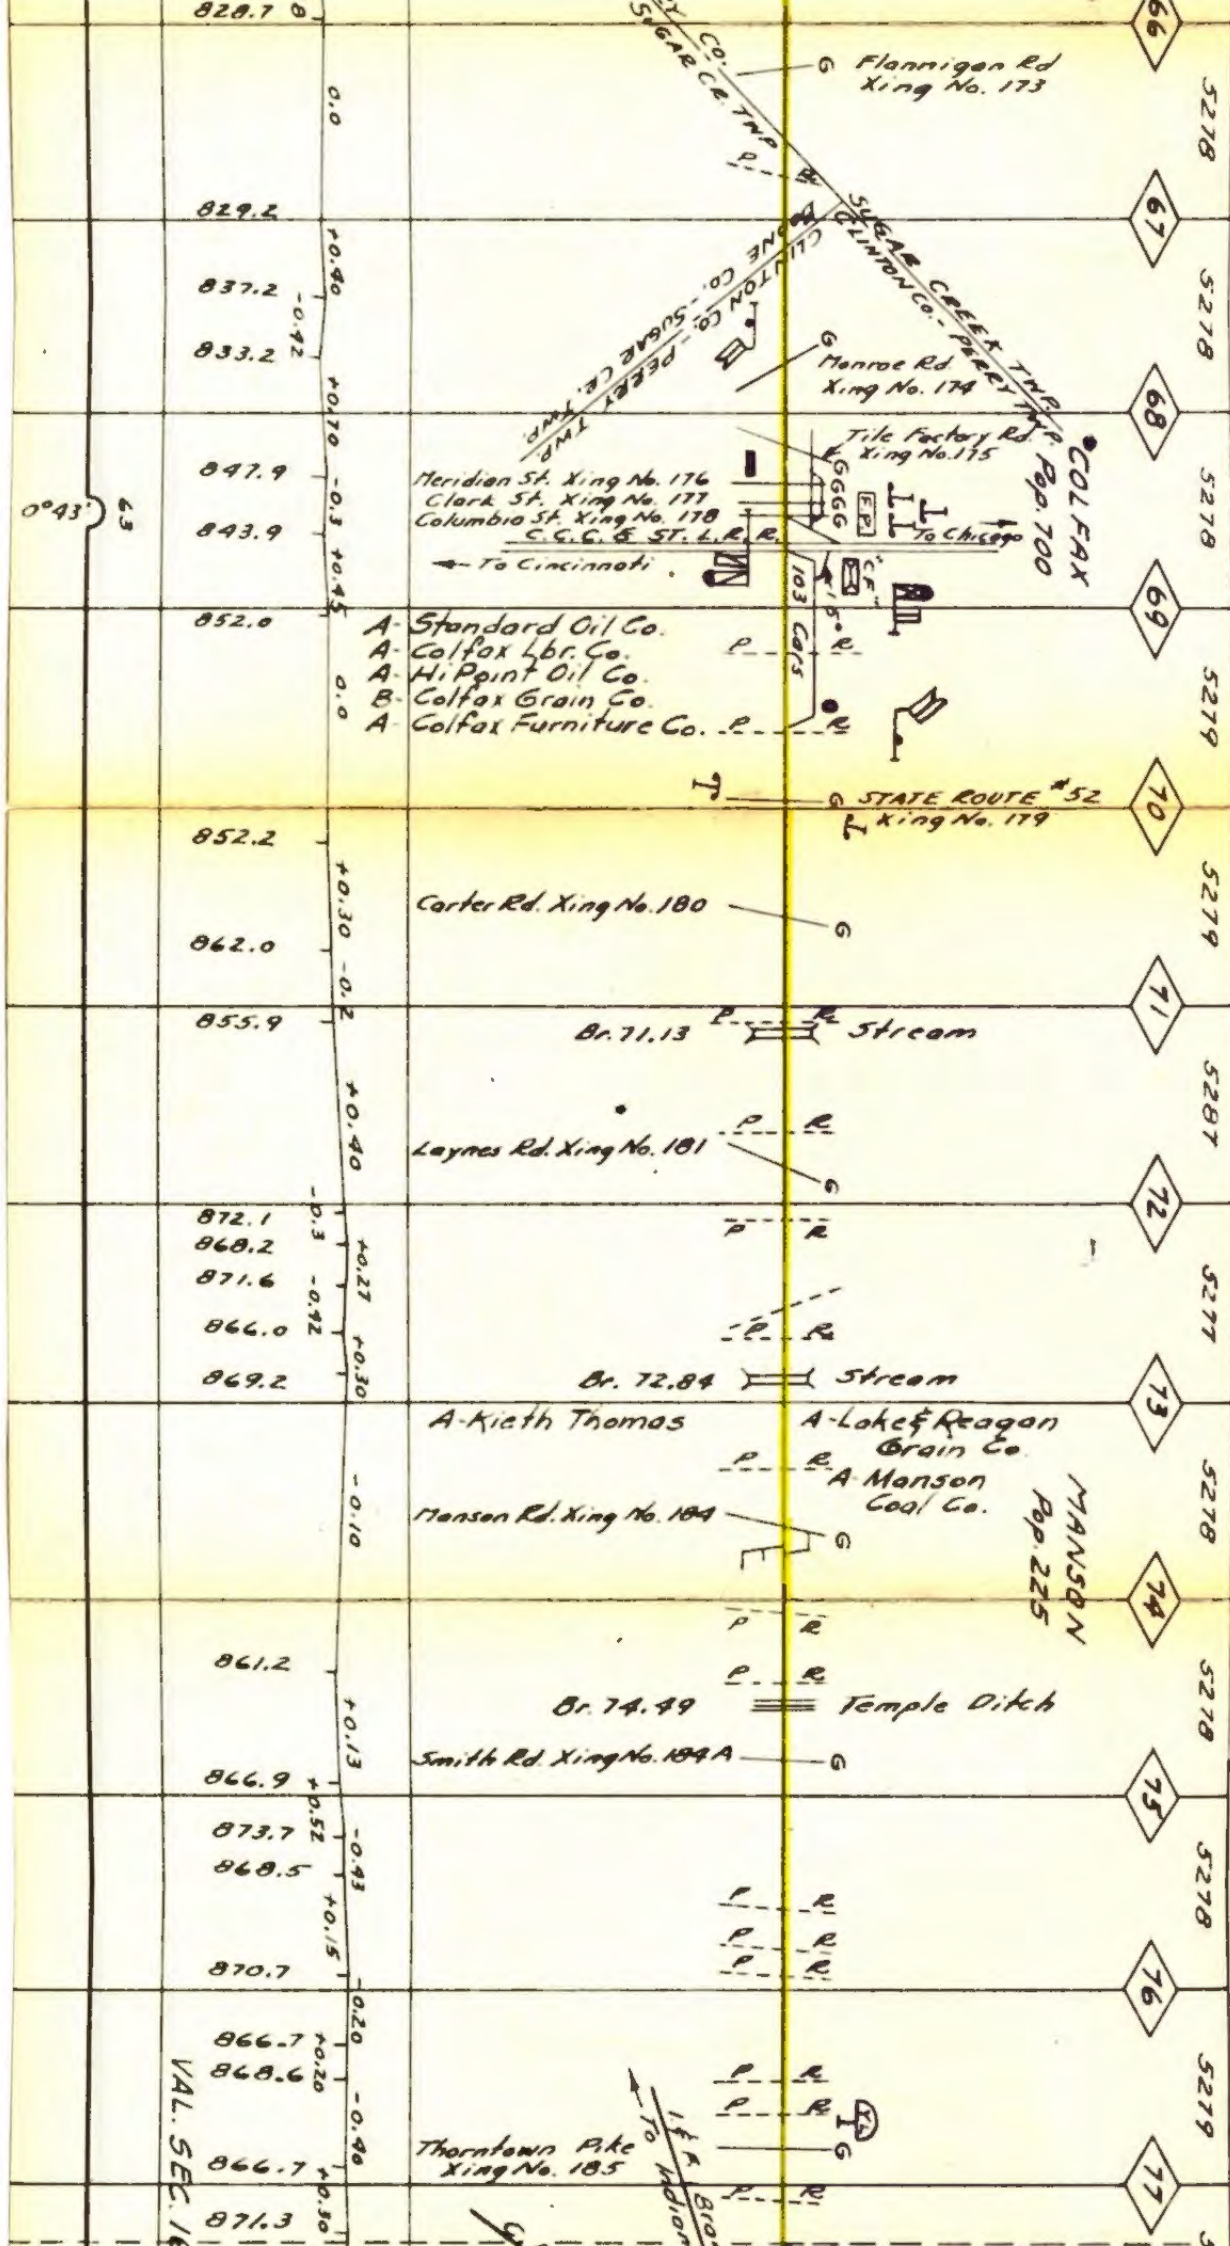 828.7
66
CO.
SUGAR CR. TWP
G Flannigan Rd
Xing No. 173
0.0
5278
P
R
829.2
67
+0.40
SUGAR CREEK TWP.
CLINTON CO. - PERRY TWP.
CLINTON CO. - PERRY TWP.
ONE CO. - SUGAR CR. TWP.
837.2
-0.42
833.2
5278
G
Monroe Rd.
Xing No. 174
68
+0.70
Tile Factory Rd.
Xing No. 175
COLFAX
Pop. 700
847.9
Meridian St. Xing No. 176
Clark St. Xing No. 177
Columbia St. Xing No. 178
GGGG
E.P.
5278
0°43'
63
-0.3
843.9
C.C.C. & ST. L. R. R.
To Chicago
To Cincinnati
"CF"
+0.45
103 Cars
15°
69
852.0
A- Standard Oil Co.
A- Colfax Lbr. Co.
A- Hi Point Oil Co.
B- Colfax Grain Co.
A- Colfax Furniture Co.
P R
P R
0.0
5279
G STATE ROUTE #52
Xing No. 179
70
852.2
+0.30
Carter Rd. Xing No. 180
G
5279
862.0
-0.2
71
855.9
P R
Br. 71.13
Stream
5287
+0.40
P R
Laynes Rd. Xing No. 181
G
72
872.1
-0.3
P R
868.2
+0.27
871.6
-0.42
5277
866.0
P R
+0.30
869.2
Br. 72.84
Stream
73
A-Kieth Thomas
A-Lake & Reagan
Grain Co.
P R
A-Manson
Coal Co.
MANSON
Pop. 225
5278
-0.10
Manson Rd. Xing No. 184
G
74
P R
861.2
P R
5278
Br. 74.49
Temple Ditch
+0.13
Smith Rd. Xing No. 184A
G
866.9
75
+0.52
873.7
-0.43
868.5
5278
P R
+0.15
P R
870.7
P R
76
-0.20
866.7
+0.20
868.6
P R
5279
P R
YL
-0.40
Thorntown Pike
Xing No. 185
G
866.7
To
77
P R
+0.30
871.3
VAL. SEC. 16